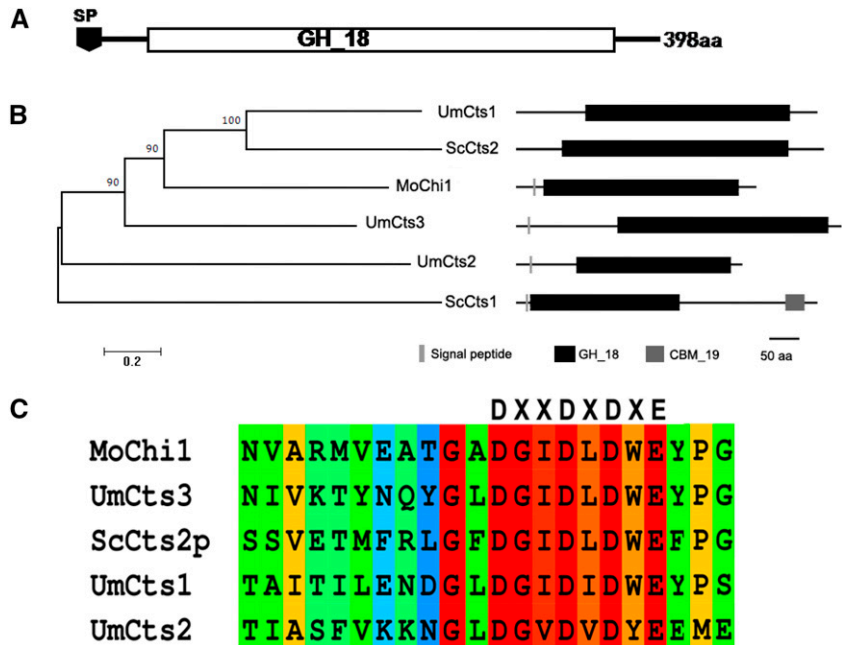 A
SP
GH_18
398aa
B
100
UmCts1
ScCts2
90
MoChi1
90
UmCts3
UmCts2
ScCts1
0.2
Signal peptide
GH_18
CBM_19
50 aa
C
DXXDXDXE
MoChi1 NVARMVEATGADGIDLDWEYPG
UmCts3 NIVKTYNQYGLDGIDLDWEYPG
ScCts2p SSVETMFRLGFDGIDLDWEFPG
UmCts1 TAITILENDGLDGIDIDWEYPS
UmCts2 TIASFVKKNGLDGVDVDYEEME